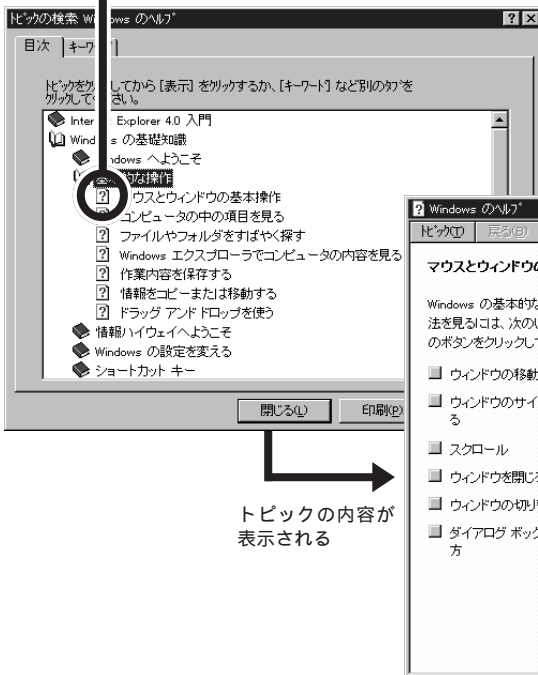 トピックの検索 Windows のヘルプ
目次 キーワード
トピックをクリックしてから [表示] をクリックするか、[キーワード] など別のタブを
クリックしてください。
Internet Explorer 4.0 入門
Windows の基礎知識
Windows へようこそ
基本的な操作
マウスとウィンドウの基本操作
コンピュータの中の項目を見る
ファイルやフォルダをすばやく探す
Windows エクスプローラでコンピュータの内容を見る
作業内容を保存する
情報をコピーまたは移動する
ドラッグ アンド ドロップを使う
情報ハイウェイへようこそ
Windows の設定を変える
ショートカット キー
閉じる(L) 印刷(P)
トピックの内容が
表示される
Windows のヘルプ
トピック(T) 戻る(B)
マウスとウィンドウの
Windows の基本的な
法を見るには、次のい
のボタンをクリックして
ウィンドウの移動
ウィンドウのサイ
る
スクロール
ウィンドウを閉じる
ウィンドウの切り
ダイアログ ボック
方